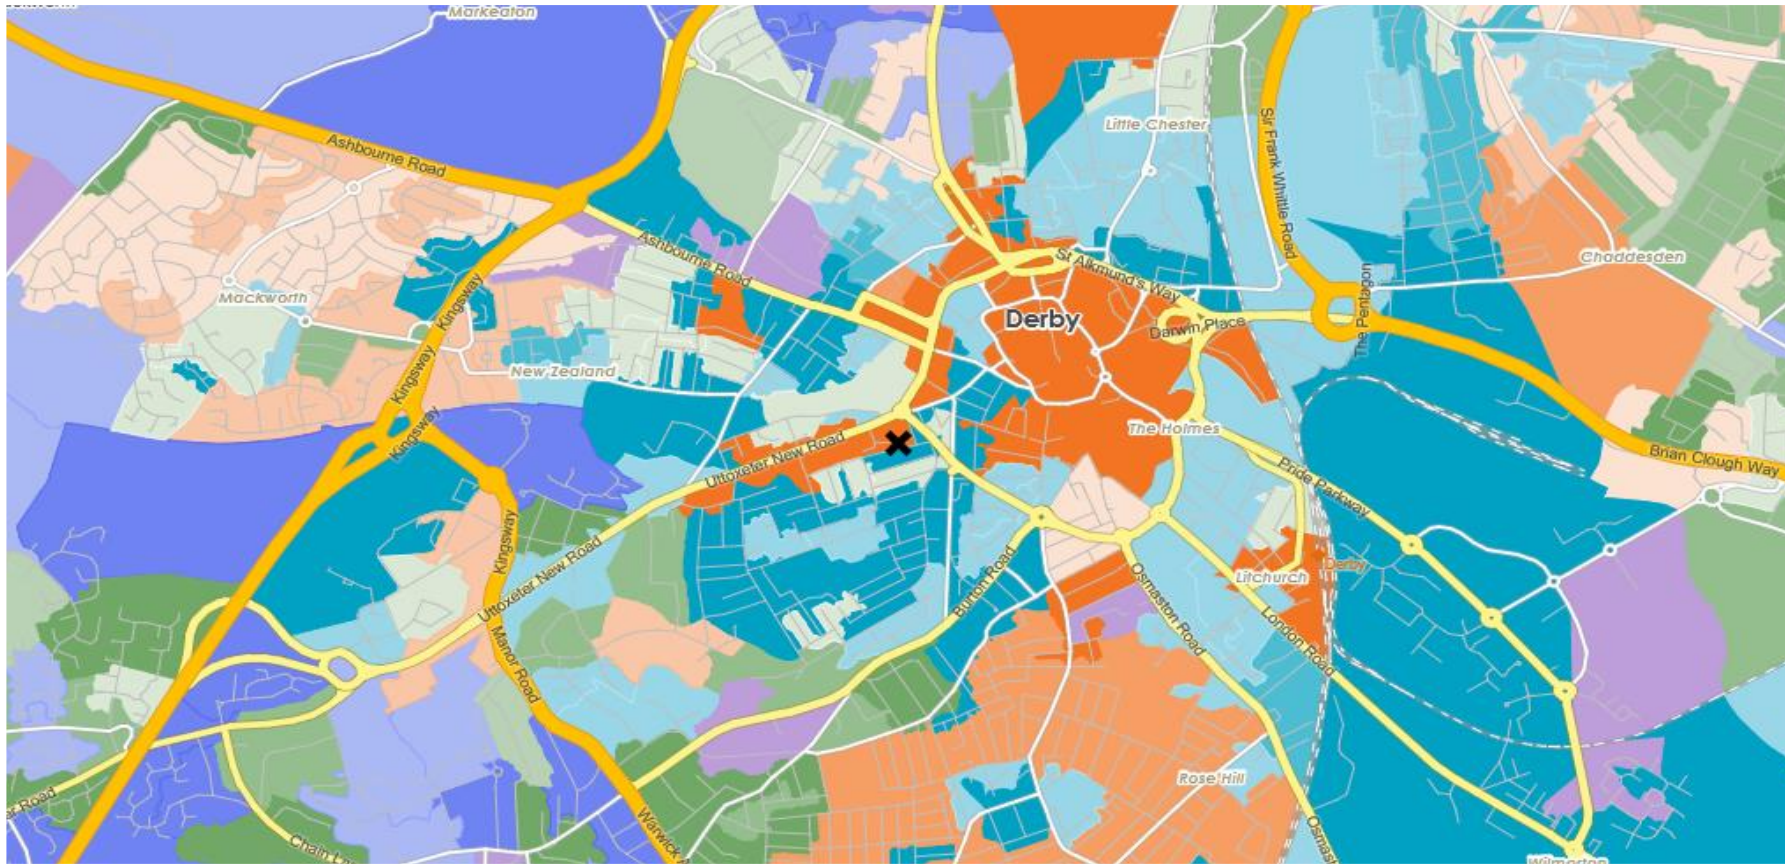 Markeaton
Ashbourne Road
Little Chester
Sir Frank Whittle Road
Chaddesden
Ashbourne Road
St Alkmund's Way
Mackworth
Kingsway
The Pentagon
Derby
Darwin Place
New Zealand
Kingsway
Kingsway
The Holmes
Uttoxeter New Road
Brian Clough Way
Pride Parkway
Kingsway
Uttoxeter New Road
Burton Road
Osmaston Road
Litchurch
Derby
London Road
Manor Road
Rose Hill
Road
Warwick
Chain